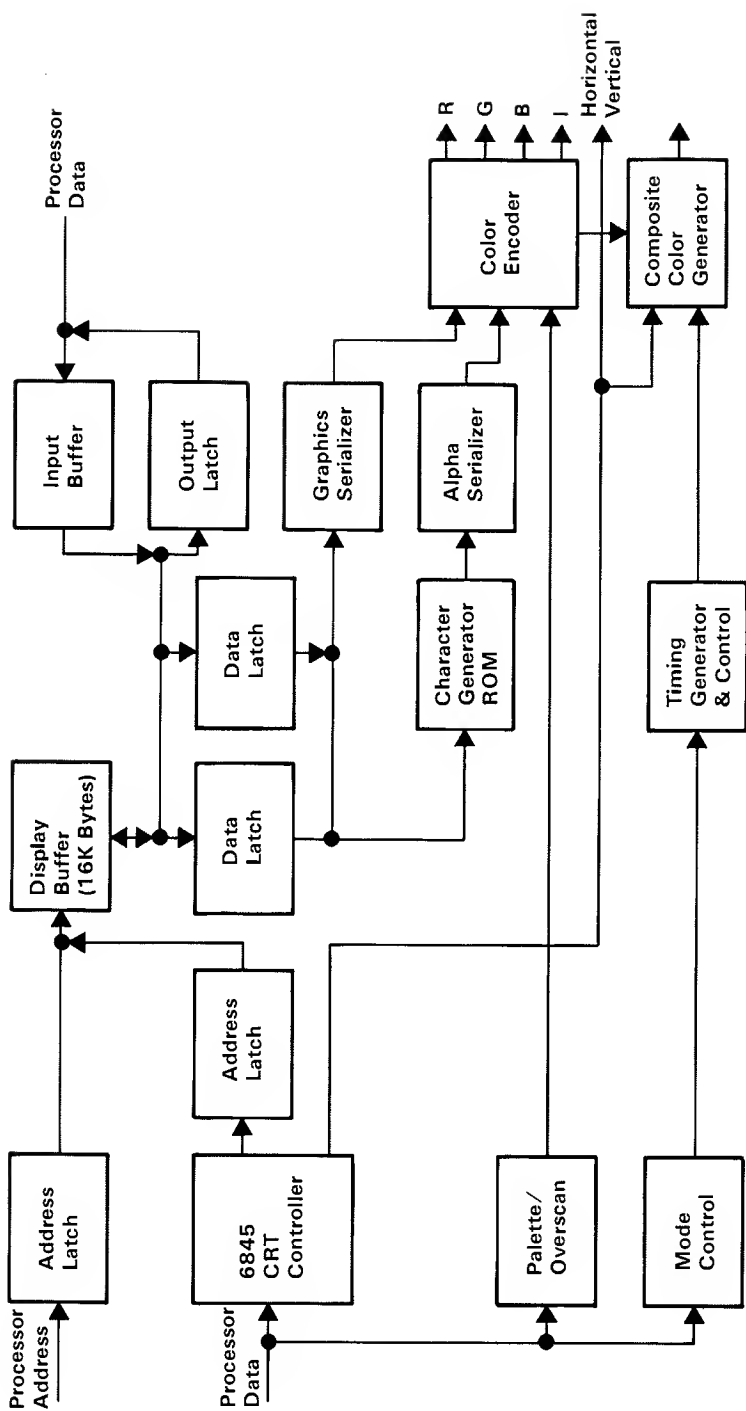 Processor
Address
Address
Latch
Display
Buffer
(16K Bytes)
Input
Buffer
Processor
Data
Output
Latch
Address
Latch
Data
Latch
Data
Latch
Processor
Data
6845
CRT
Controller
Graphics
Serializer
Character
Generator
ROM
Alpha
Serializer
Color
Encoder
R
G
B
I
Horizontal
Vertical
Palette/
Overscan
Composite
Color
Generator
Mode
Control
Timing
Generator
& Control